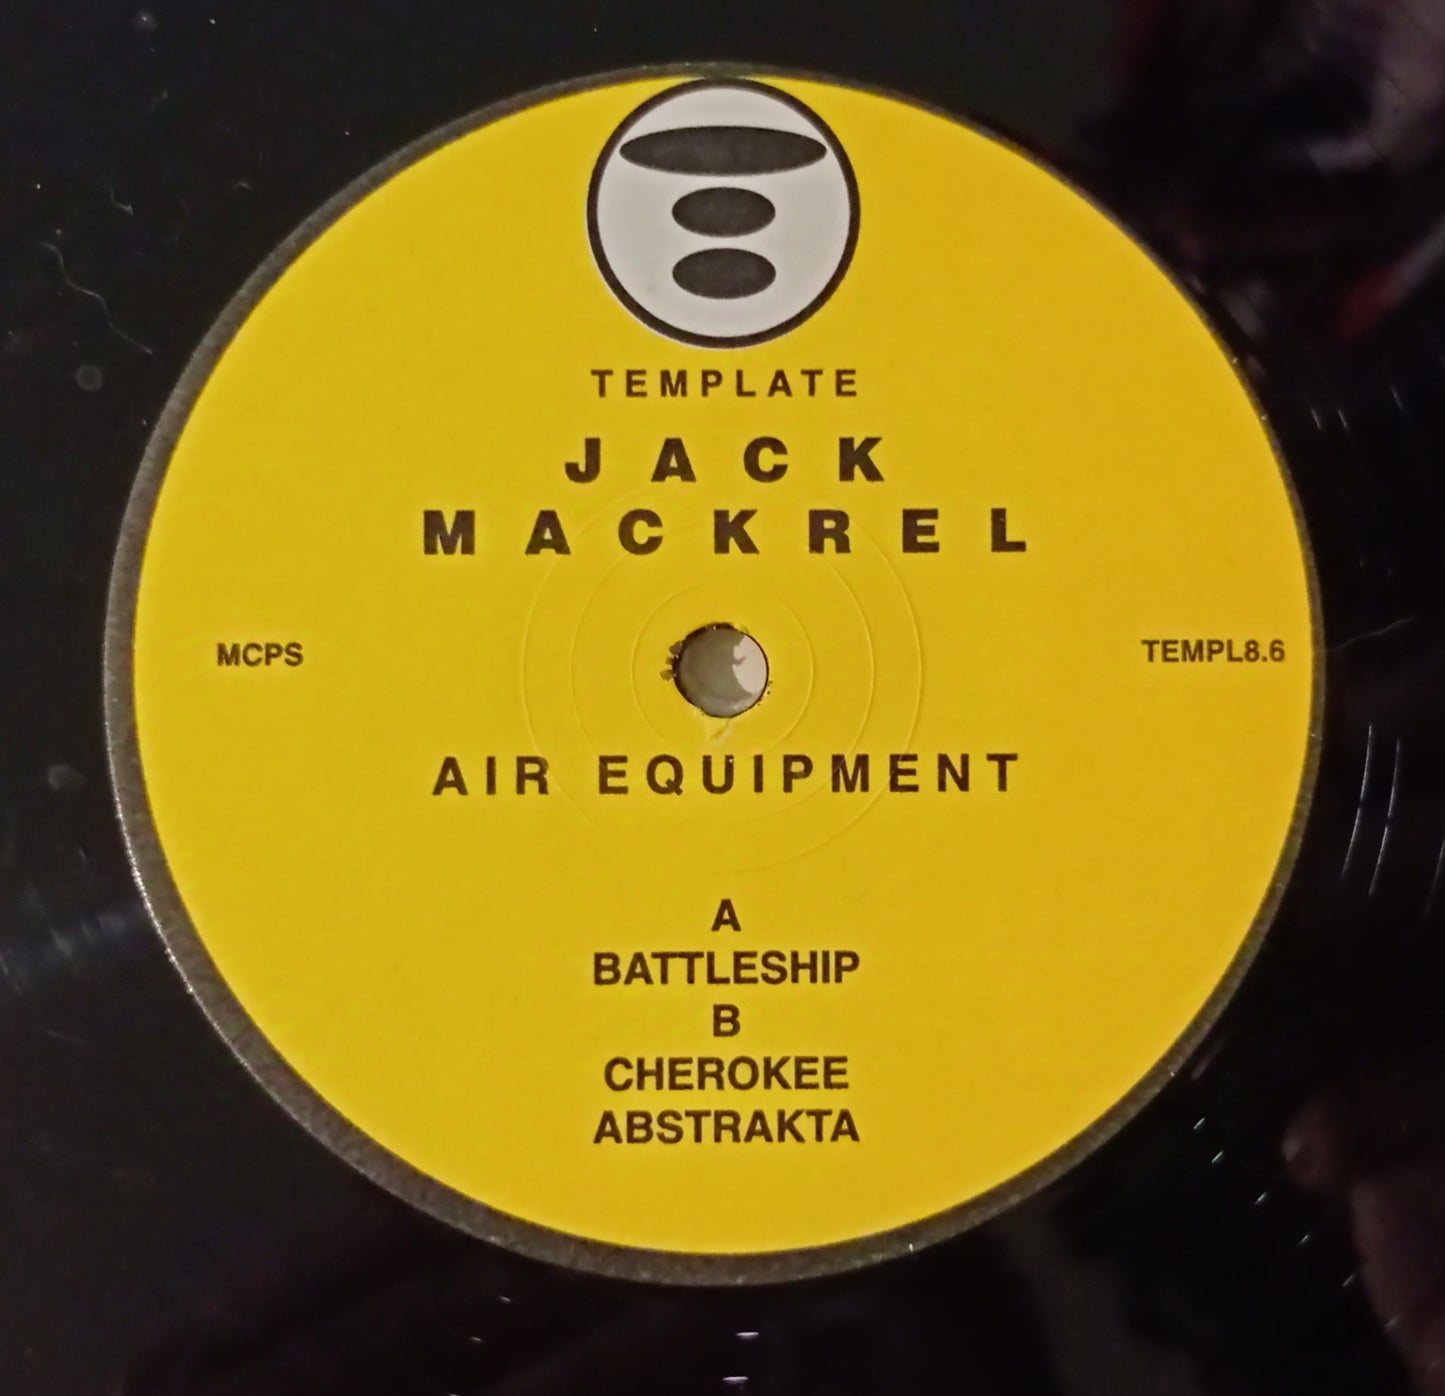 TEMPLATE
JACK
MACKREL
MCPS
TEMPL8.6
AIR EQUIPMENT
A
BATTLESHIP
B
CHEROKEE
ABSTRAKTA